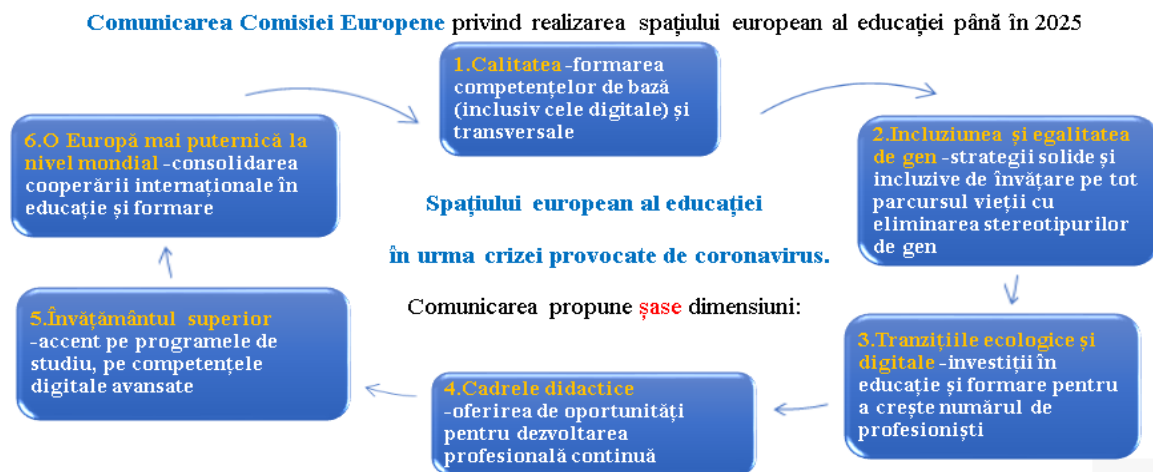 Comunicarea Comisiei Europene privind realizarea spațiului european al educației până în 2025
1.Calitatea -formarea
competențelor de bază
(inclusiv cele digitale) și
transversale
2.Incluziunea și egalitatea
de gen -strategii solide și
incluzive de învățare pe tot
parcursul vieții cu
eliminarea stereotipurilor
de gen
3.Tranzițiile ecologice și
digitale -investiții în
educație și formare pentru
a crește numărul de
profesioniști
4.Cadrele didactice
-oferirea de oportunități
pentru dezvoltarea
profesională continuă
5.Învățământul superior
-accent pe programele de
studiu, pe competențele
digitale avansate
6.O Europă mai puternică la
nivel mondial -consolidarea
cooperării internaționale în
educație și formare
Spațiului european al educației
în urma crizei provocate de coronavirus.
Comunicarea propune șase dimensiuni: